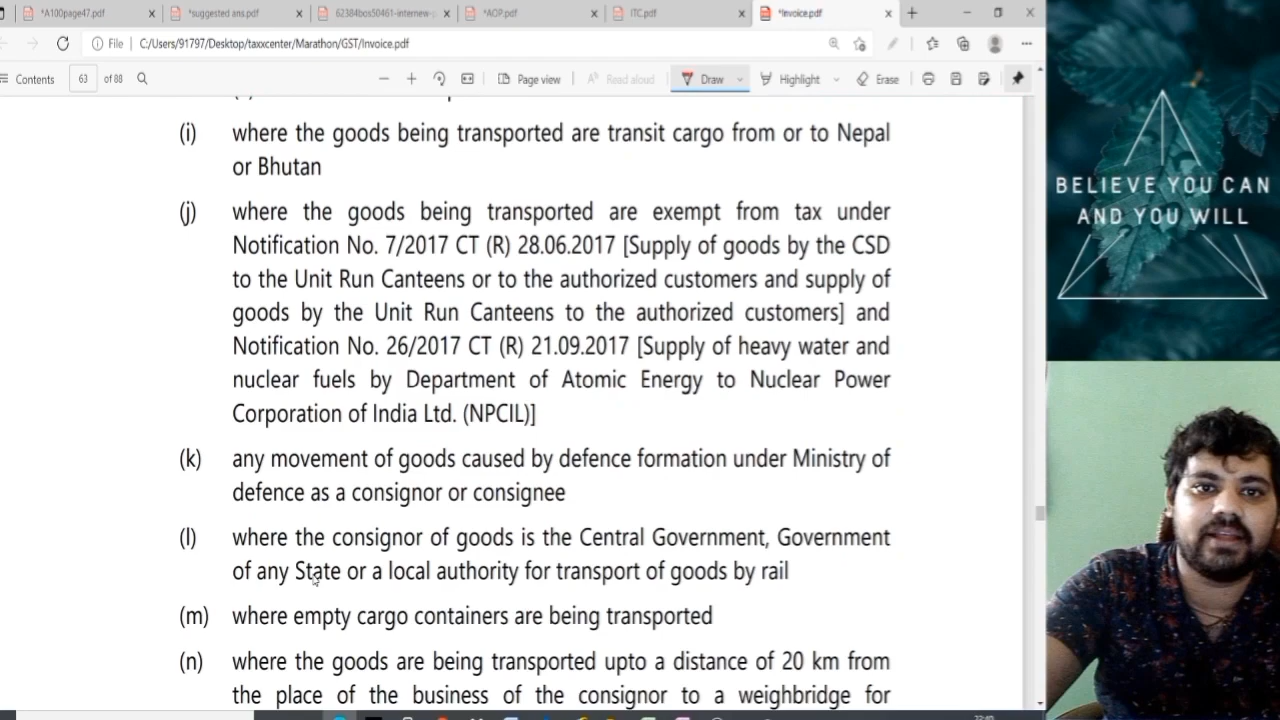 *A100page47.pdf
*suggested ans.pdf
62384bos50461-internew-
*AOP.pdf
ITC.pdf
*Invoice.pdf
File
C:/Users/91797/Desktop/taxxcenter/Marathon/GST/Invoice.pdf
Contents
63
of 88
Page view
Read aloud
Draw
Highlight
Erase
(i) where the goods being transported are transit cargo from or to Nepal
or Bhutan
(j) where the goods being transported are exempt from tax under
Notification No. 7/2017 CT (R) 28.06.2017 [Supply of goods by the CSD
to the Unit Run Canteens or to the authorized customers and supply of
goods by the Unit Run Canteens to the authorized customers] and
Notification No. 26/2017 CT (R) 21.09.2017 [Supply of heavy water and
nuclear fuels by Department of Atomic Energy to Nuclear Power
Corporation of India Ltd. (NPCIL)]
(k) any movement of goods caused by defence formation under Ministry of
defence as a consignor or consignee
(l) where the consignor of goods is the Central Government, Government
of any State or a local authority for transport of goods by rail
(m) where empty cargo containers are being transported
(n) where the goods are being transported upto a distance of 20 km from
the place of the business of the consignor to a weighbridge for
BELIEVE YOU CAN
AND YOU WILL